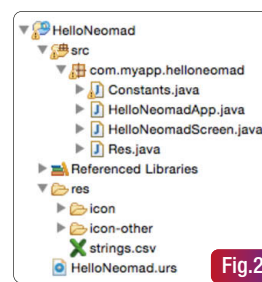 HelloNeomad
src
com.myapp.helloneomad
Constants.java
HelloNeomadApp.java
HelloNeomadScreen.java
Res.java
Referenced Libraries
res
icon
icon-other
strings.csv
HelloNeomad.urs
Fig.2